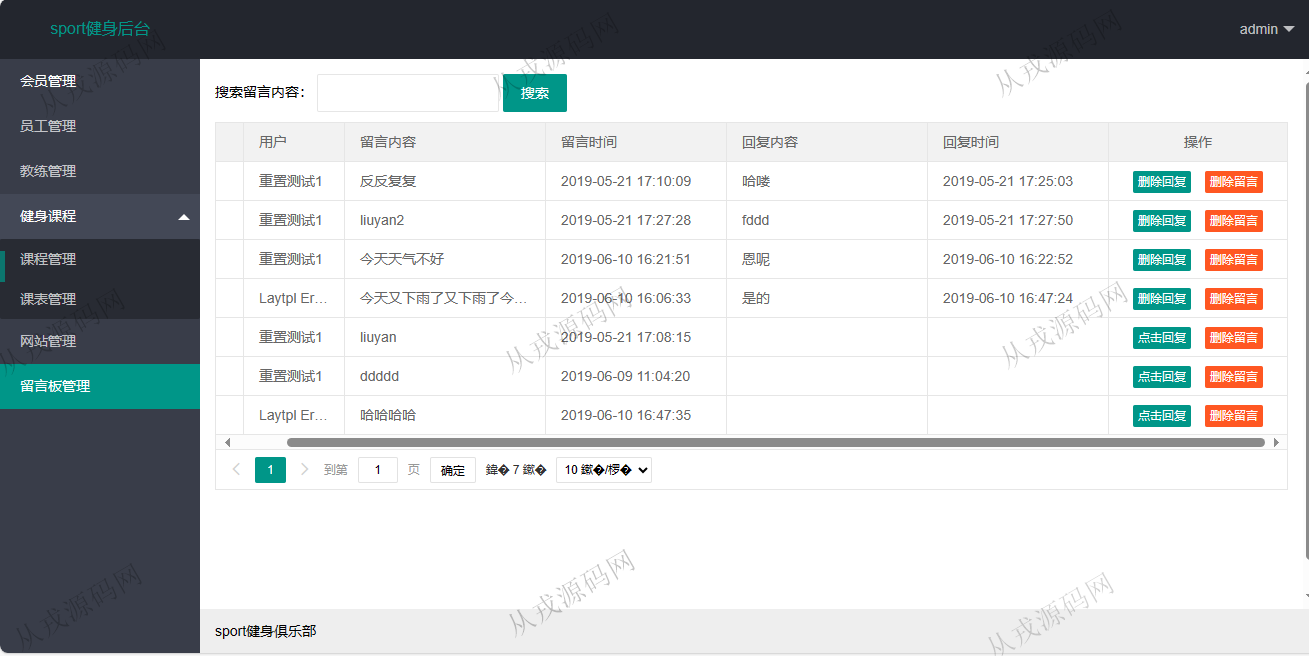 sport健身后台
admin
会员管理
员工管理
教练管理
健身课程
课程管理
课表管理
网站管理
留言板管理
搜索留言内容：
搜索
用户 留言内容 留言时间 回复内容 回复时间 操作
重置测试1 反反复复 2019-05-21 17:10:09 哈喽 2019-05-21 17:25:03 删除回复 删除留言
重置测试1 liuyan2 2019-05-21 17:27:28 fddd 2019-05-21 17:27:50 删除回复 删除留言
重置测试1 今天天气不好 2019-06-10 16:21:51 恩呢 2019-06-10 16:22:52 删除回复 删除留言
Laytpl Er... 今天又下雨了又下雨了今... 2019-06-10 16:06:33 是的 2019-06-10 16:47:24 删除回复 删除留言
重置测试1 liuyan 2019-05-21 17:08:15 点击回复 删除留言
重置测试1 ddddd 2019-06-09 11:04:20 点击回复 删除留言
Laytpl Er... 哈哈哈哈 2019-06-10 16:47:35 点击回复 删除留言
1 到第 1 页 确定 鍏� 7 鏉� 10 鏉�/椤�
sport健身俱乐部
从戎源码网
从戎源码网
从戎源码网
从戎源码网
从戎源码网
从戎源码网
从戎源码网
从戎源码网
从戎源码网